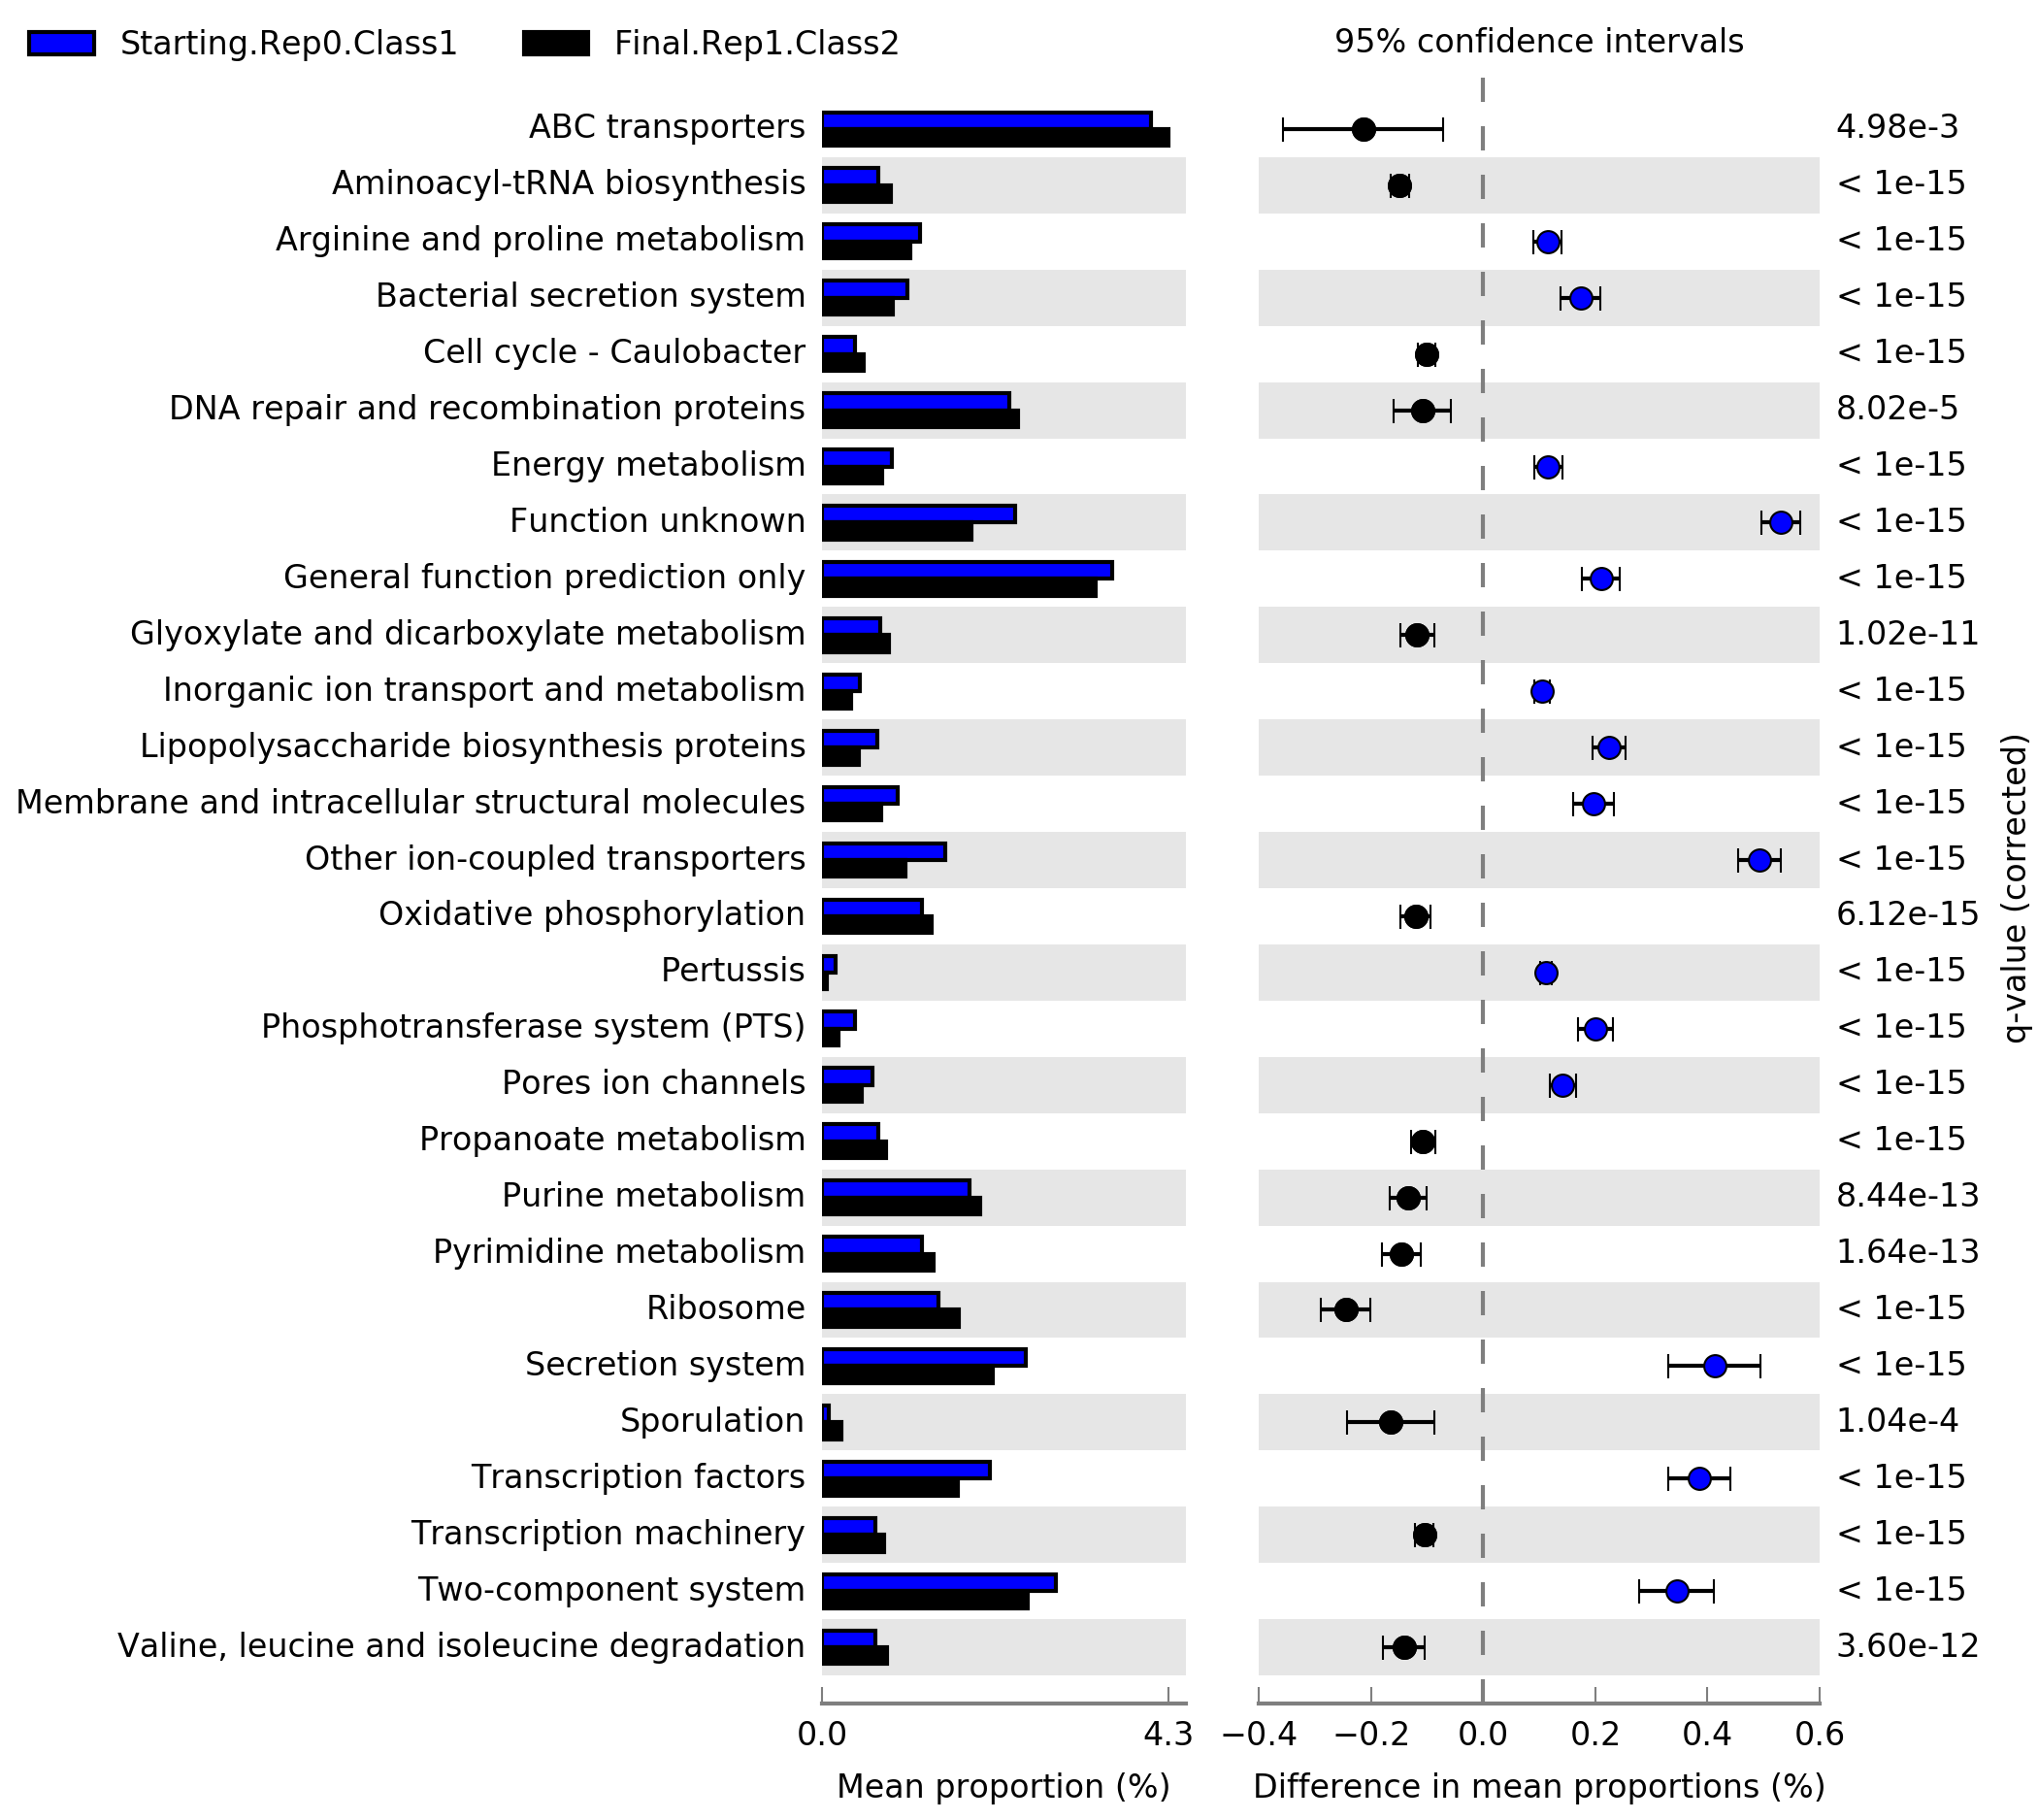 Starting.Rep0.Class1 Final.Rep1.Class2 95% confidence intervals
ABC transporters 4.98e-3
Aminoacyl-tRNA biosynthesis < 1e-15
Arginine and proline metabolism < 1e-15
Bacterial secretion system < 1e-15
Cell cycle - Caulobacter < 1e-15
DNA repair and recombination proteins 8.02e-5
Energy metabolism < 1e-15
Function unknown < 1e-15
General function prediction only < 1e-15
Glyoxylate and dicarboxylate metabolism 1.02e-11
Inorganic ion transport and metabolism < 1e-15
Lipopolysaccharide biosynthesis proteins < 1e-15
Membrane and intracellular structural molecules < 1e-15
Other ion-coupled transporters < 1e-15
Oxidative phosphorylation 6.12e-15
Pertussis < 1e-15
Phosphotransferase system (PTS) < 1e-15
Pores ion channels < 1e-15
Propanoate metabolism < 1e-15
Purine metabolism 8.44e-13
Pyrimidine metabolism 1.64e-13
Ribosome < 1e-15
Secretion system < 1e-15
Sporulation 1.04e-4
Transcription factors < 1e-15
Transcription machinery < 1e-15
Two-component system < 1e-15
Valine, leucine and isoleucine degradation 3.60e-12
q-value (corrected)
0.0 4.3 −0.4 −0.2 0.0 0.2 0.4 0.6
Mean proportion (%) Difference in mean proportions (%)